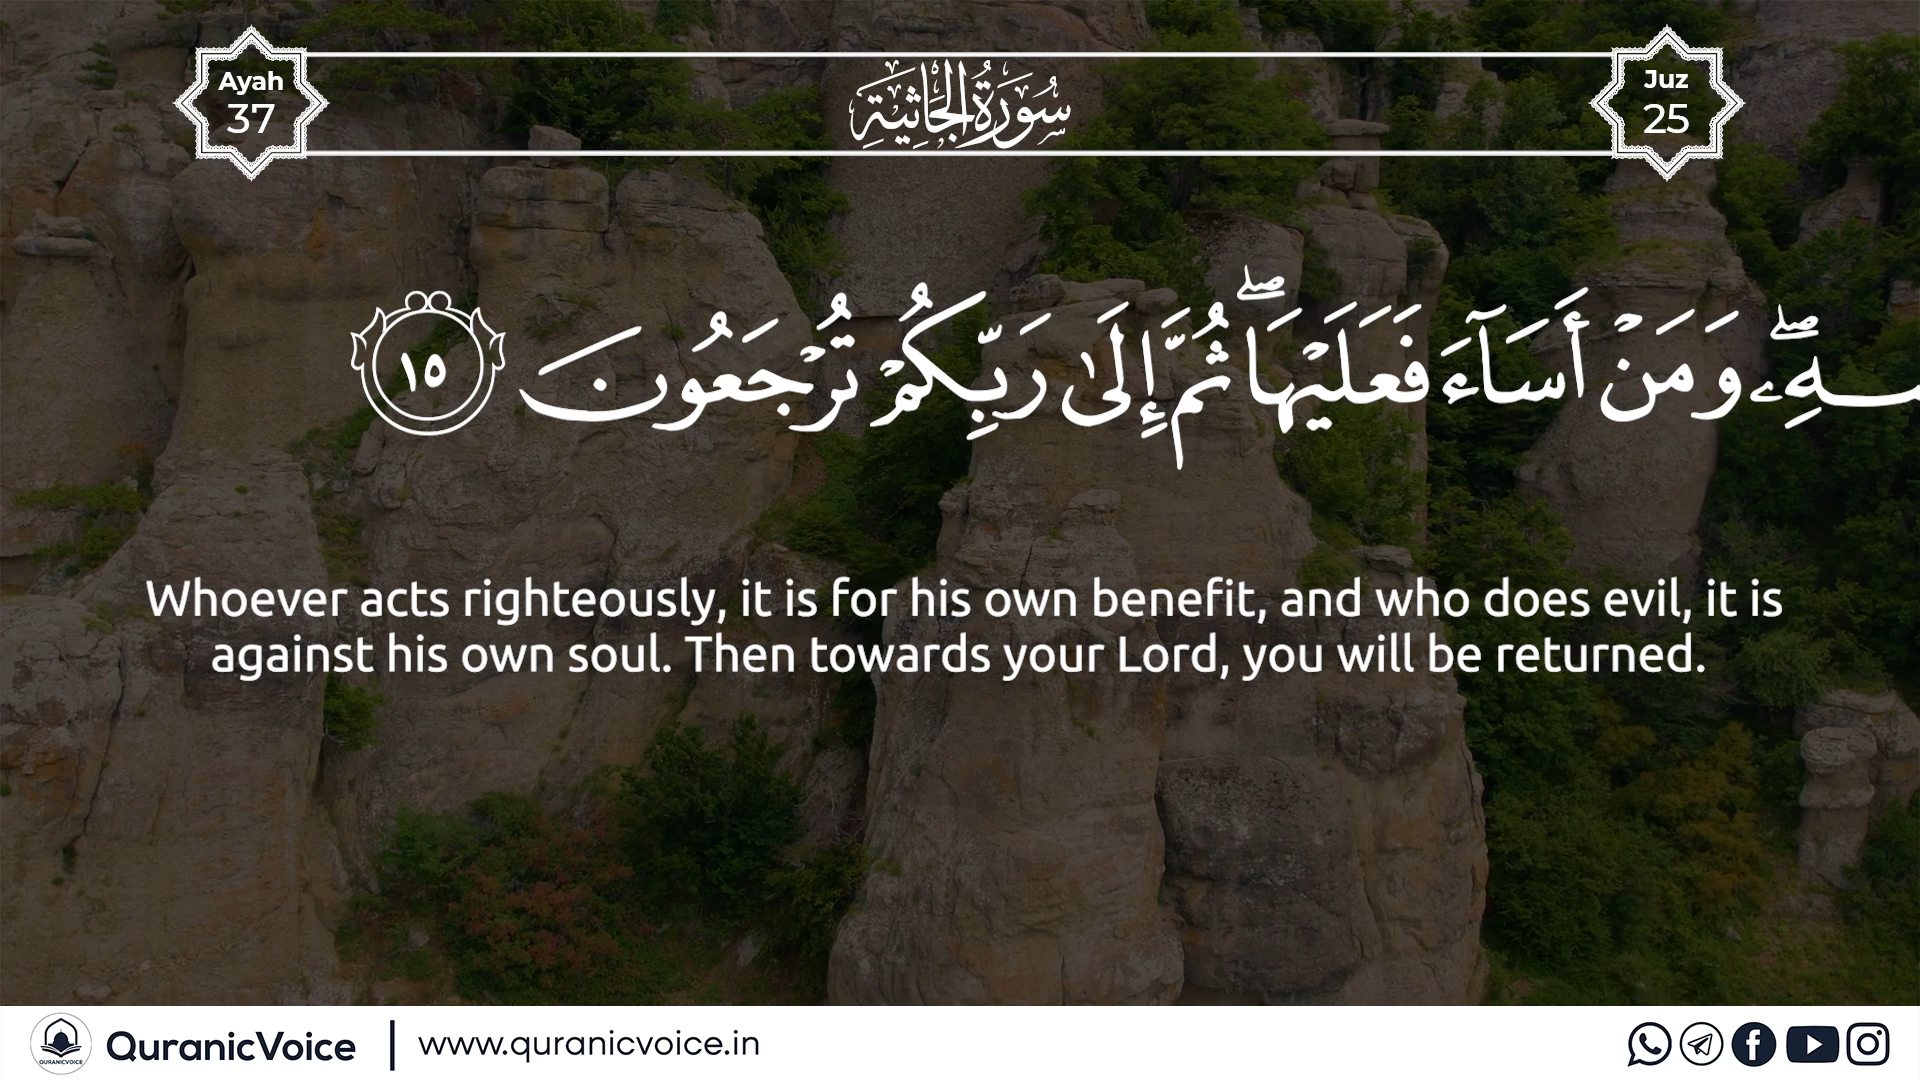 Ayah
37
سُورَةُ الجَاثِيَةِ
Juz
25
ـسِهِۦۖ وَمَنْ أَسَآءَ فَعَلَيْهَاۖ ثُمَّ إِلَىٰ رَبِّكُمْ تُرْجَعُونَ ١٥
Whoever acts righteously, it is for his own benefit, and who does evil, it is
against his own soul. Then towards your Lord, you will be returned.
QURANICVOICE
QuranicVoice | www.quranicvoice.in